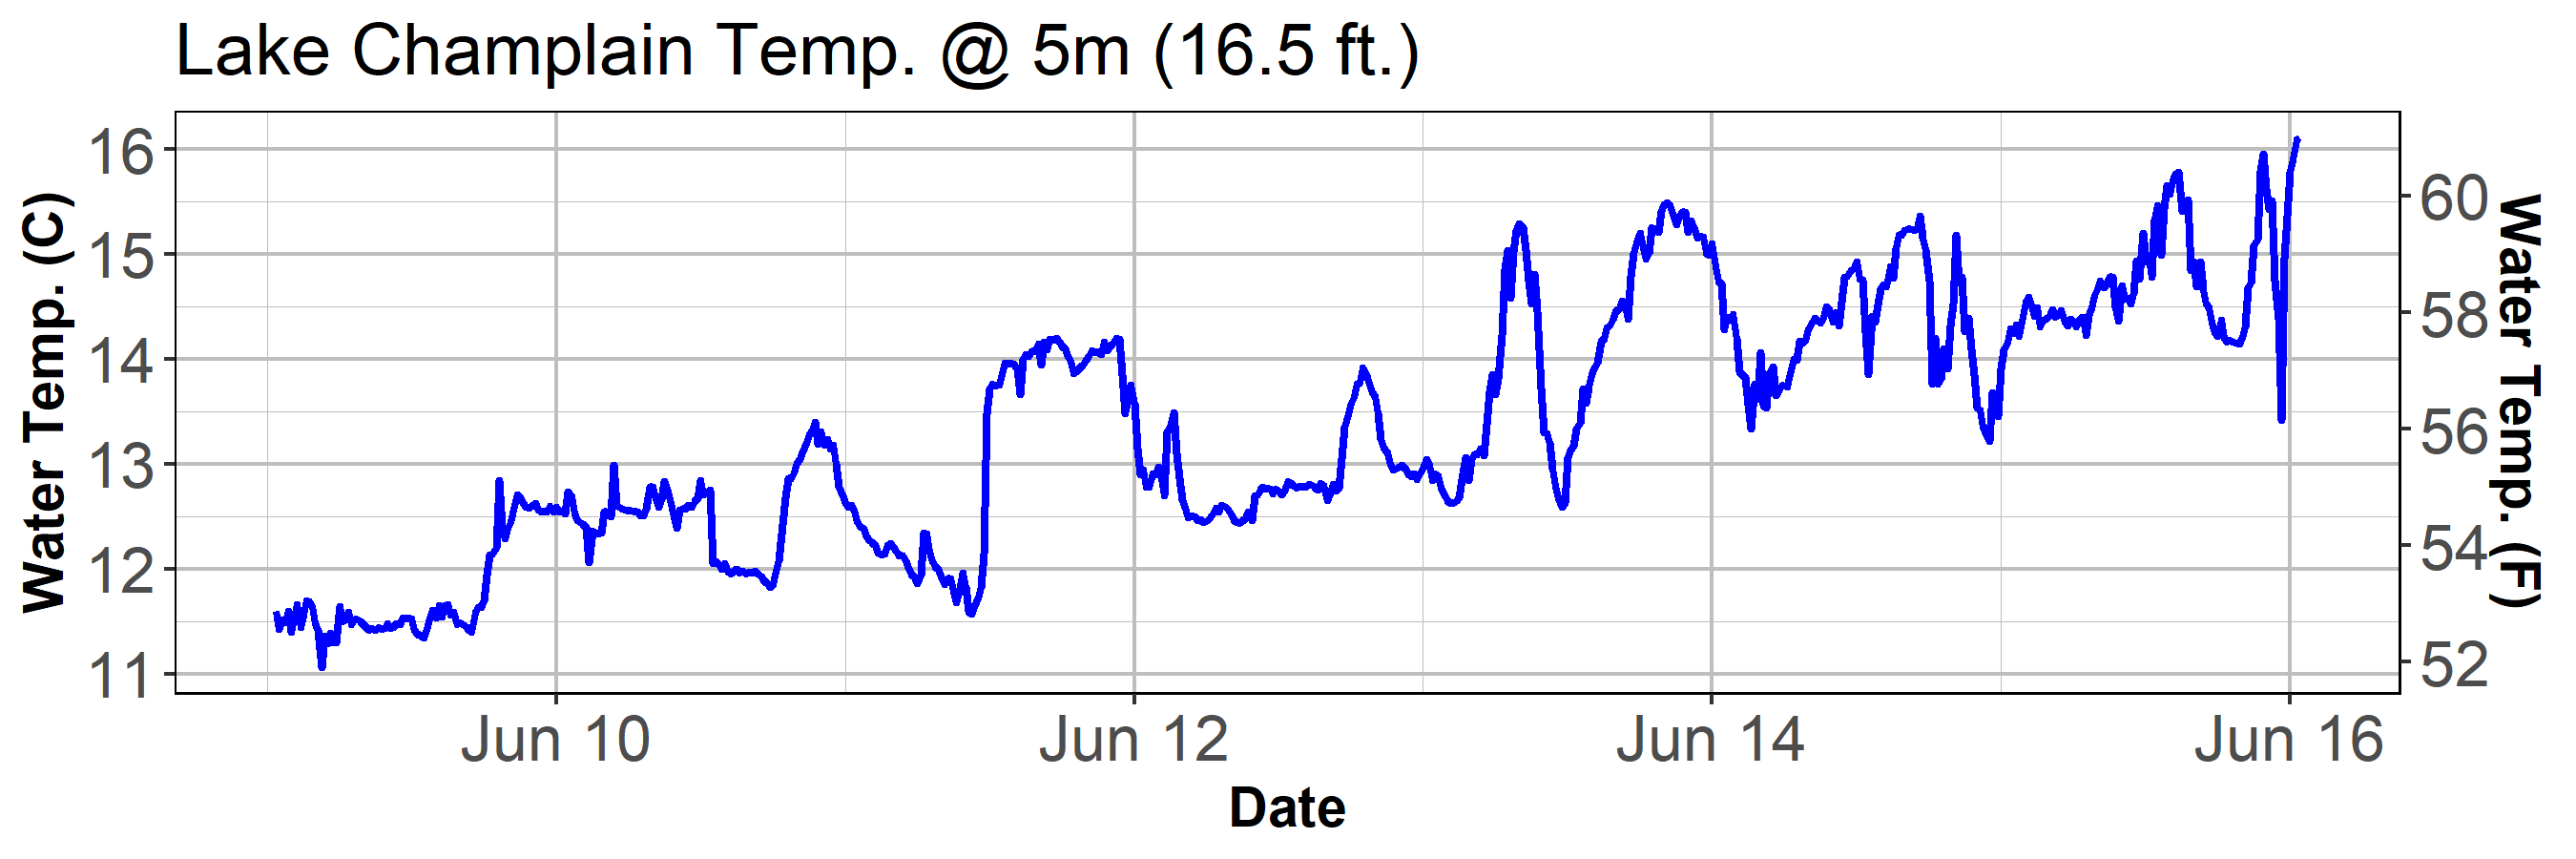 Lake Champlain Temp. @ 5m (16.5 ft.)
Water Temp. (C)
16
15
14
13
12
11
60
58
56
54
52
Water Temp. (F)
Jun 10
Jun 12
Jun 14
Jun 16
Date